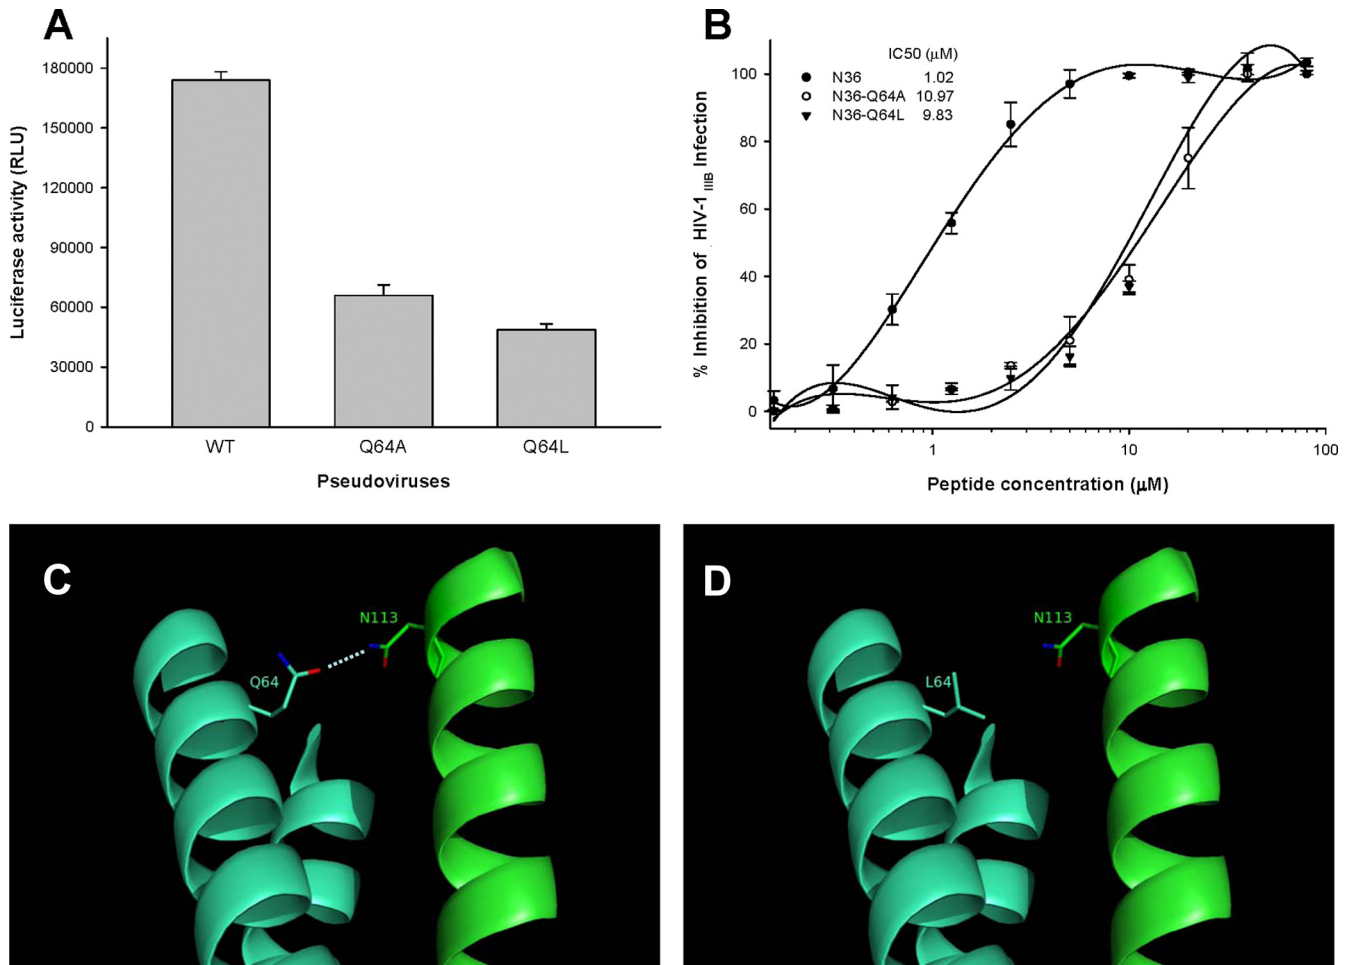 A
Luciferase activity (RLU)
180000
150000
120000
90000
60000
30000
0
WT Q64A Q64L
Pseudoviruses
B
% Inhibition of HIV-1 IIIB Infection
IC50 (μM)
N36 1.02
N36-Q64A 10.97
N36-Q64L 9.83
100
80
60
40
20
0
1 10 100
Peptide concentration (μM)
C
N113
Q64
D
N113
L64